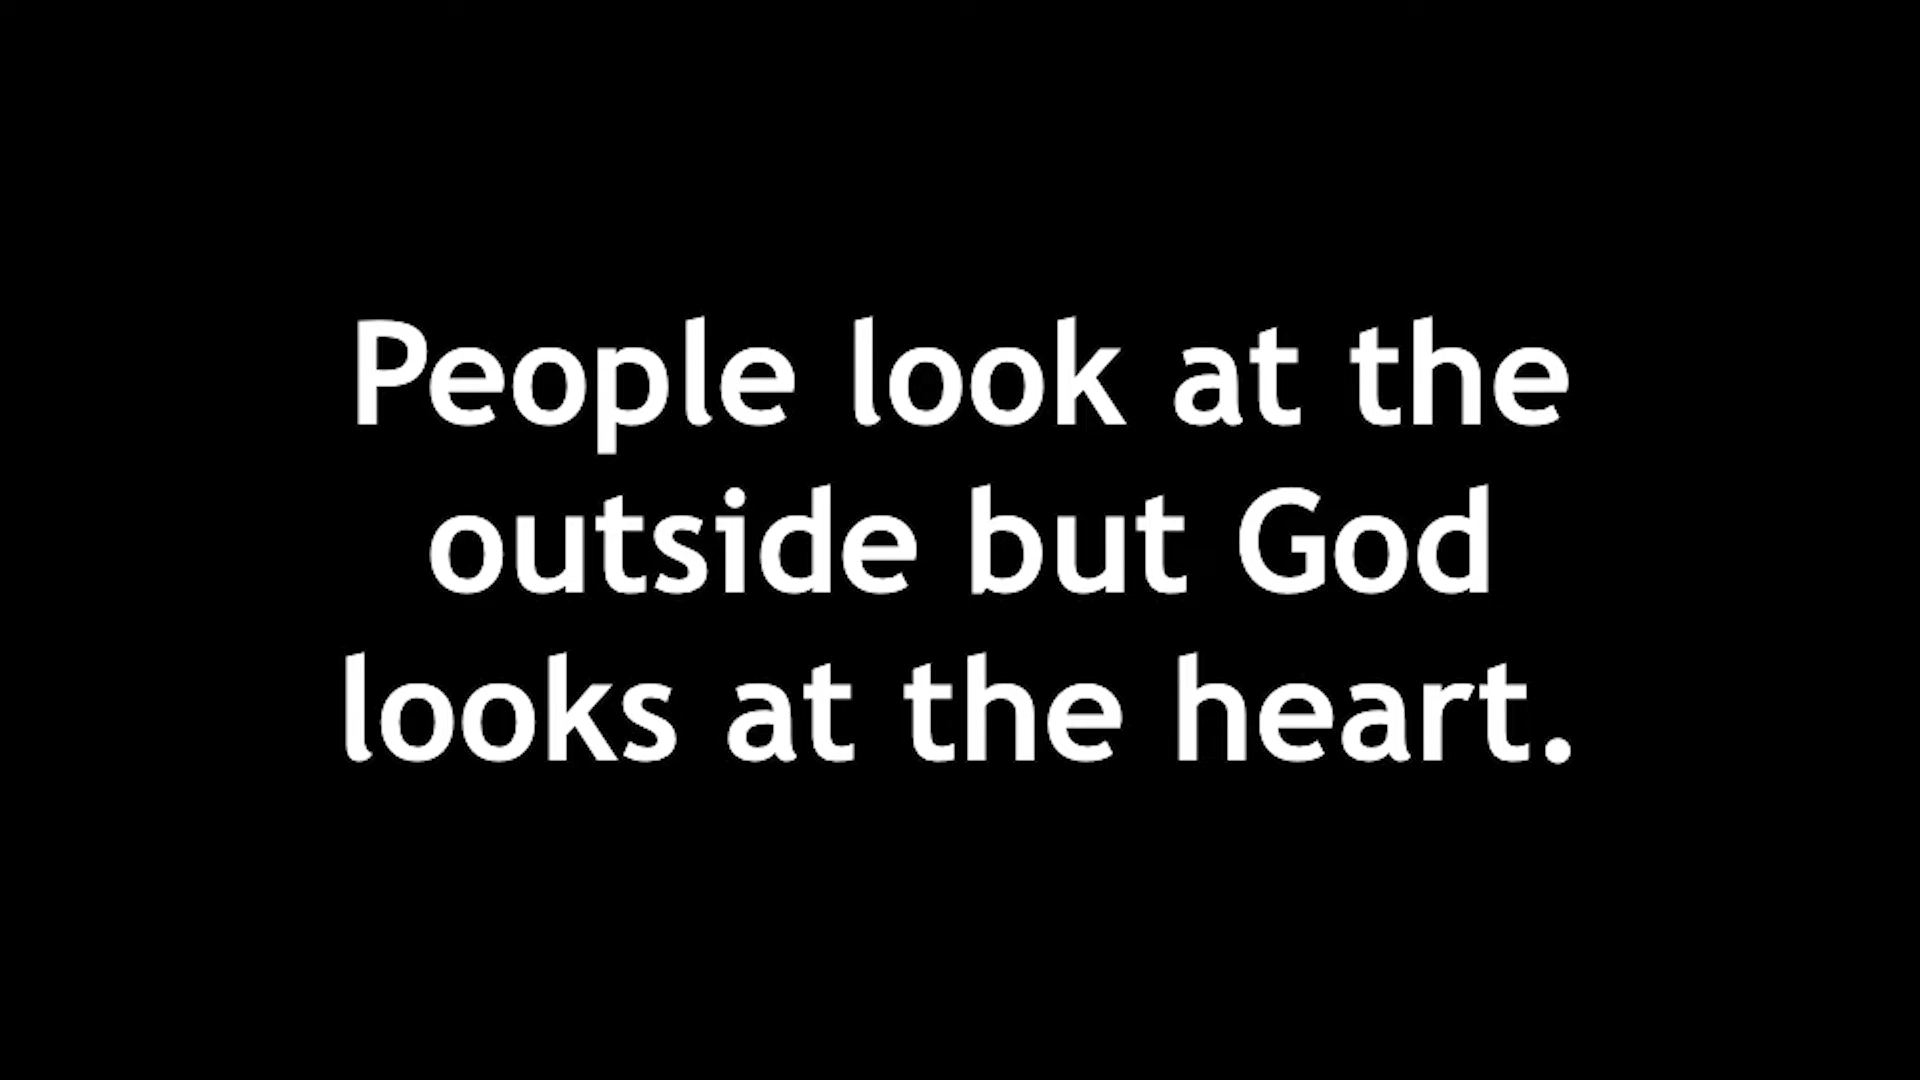 People look at the
outside but God
looks at the heart.